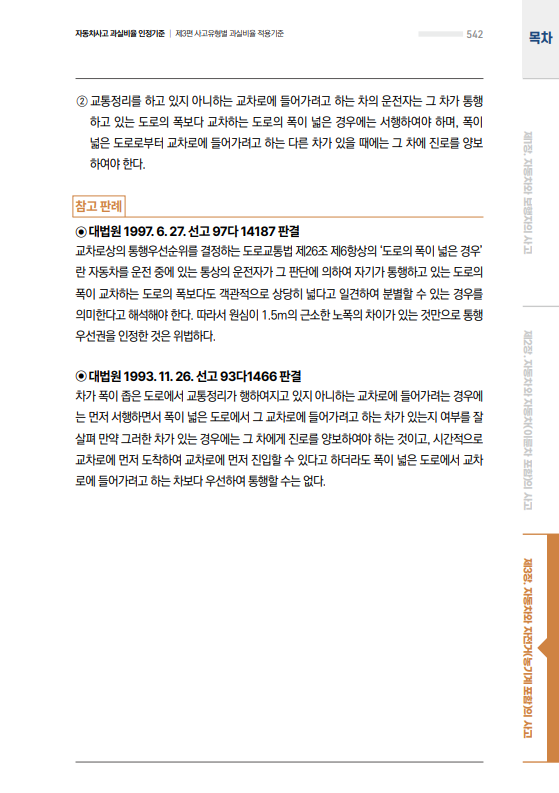 자동차사고 과실비율 인정기준 | 제3편 사고유형별 과실비율 적용기준
542
목차
② 교통정리를 하고 있지 아니하는 교차로에 들어가려고 하는 차의 운전자는 그 차가 통행
하고 있는 도로의 폭보다 교차하는 도로의 폭이 넓은 경우에는 서행하여야 하며, 폭이
넓은 도로로부터 교차로에 들어가려고 하는 다른 차가 있을 때에는 그 차에 진로를 양보
하여야 한다.
참고 판례
◉ 대법원 1997. 6. 27. 선고 97다 14187 판결
교차로상의 통행우선순위를 결정하는 도로교통법 제26조 제6항상의 '도로의 폭이 넓은 경우'
란 자동차를 운전 중에 있는 통상의 운전자가 그 판단에 의하여 자기가 통행하고 있는 도로의
폭이 교차하는 도로의 폭보다도 객관적으로 상당히 넓다고 일견하여 분별할 수 있는 경우를
의미한다고 해석해야 한다. 따라서 원심이 1.5m의 근소한 노폭의 차이가 있는 것만으로 통행
우선권을 인정한 것은 위법하다.
◉ 대법원 1993. 11. 26. 선고 93다1466 판결
차가 폭이 좁은 도로에서 교통정리가 행하여지고 있지 아니하는 교차로에 들어가려는 경우에
는 먼저 서행하면서 폭이 넓은 도로에서 그 교차로에 들어가려고 하는 차가 있는지 여부를 잘
살펴 만약 그러한 차가 있는 경우에는 그 차에게 진로를 양보하여야 하는 것이고, 시간적으로
교차로에 먼저 도착하여 교차로에 먼저 진입할 수 있다고 하더라도 폭이 넓은 도로에서 교차
로에 들어가려고 하는 차보다 우선하여 통행할 수는 없다.
제1장. 자동차와 보행자의 사고
제2장. 자동차와 자동차(이륜차 포함)의 사고
제3장. 자동차와 자전거(농기계 포함)의 사고